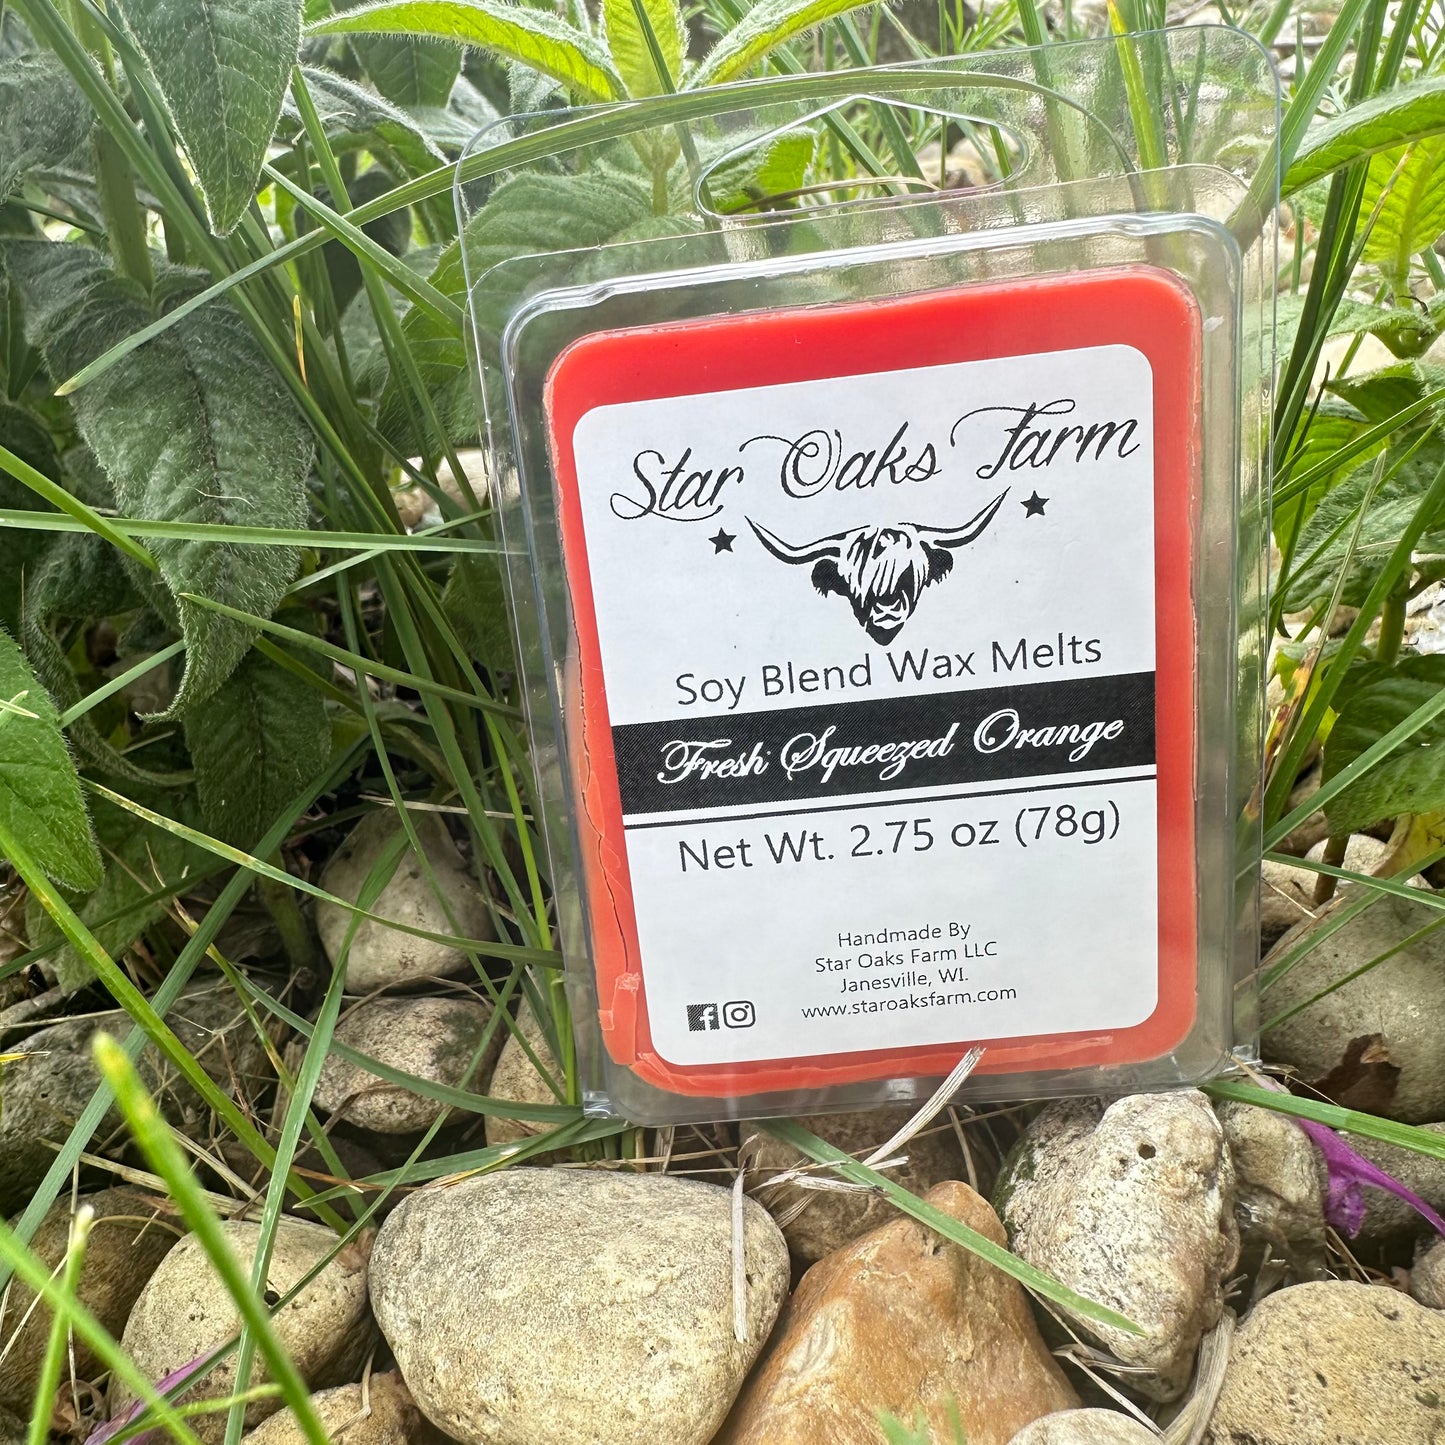 Star Oaks Farm
Soy Blend Wax Melts
Fresh Squeezed Orange
Net Wt. 2.75 oz (78g)
Handmade By
Star Oaks Farm LLC
Janesville, WI.
www.staroaksfarm.com